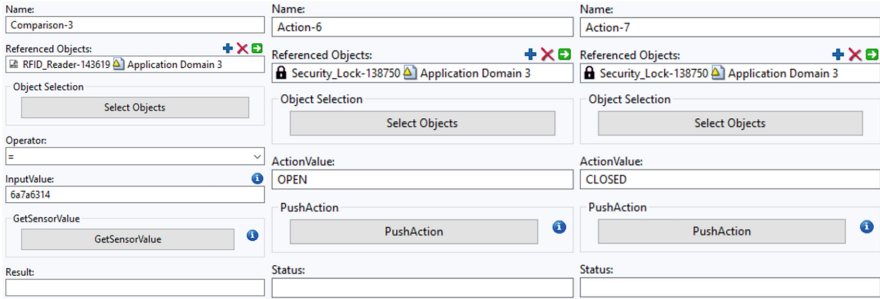 Name:
Comparison-3
Referenced Objects:
RFID_Reader-143619 Application Domain 3
Object Selection
Select Objects
Operator:
=
InputValue:
6a7a6314
GetSensorValue
GetSensorValue
Result:
Name:
Action-6
Referenced Objects:
Security_Lock-138750 Application Domain 3
Object Selection
Select Objects
ActionValue:
OPEN
PushAction
PushAction
Status:
Name:
Action-7
Referenced Objects:
Security_Lock-138750 Application Domain 3
Object Selection
Select Objects
ActionValue:
CLOSED
PushAction
PushAction
Status: